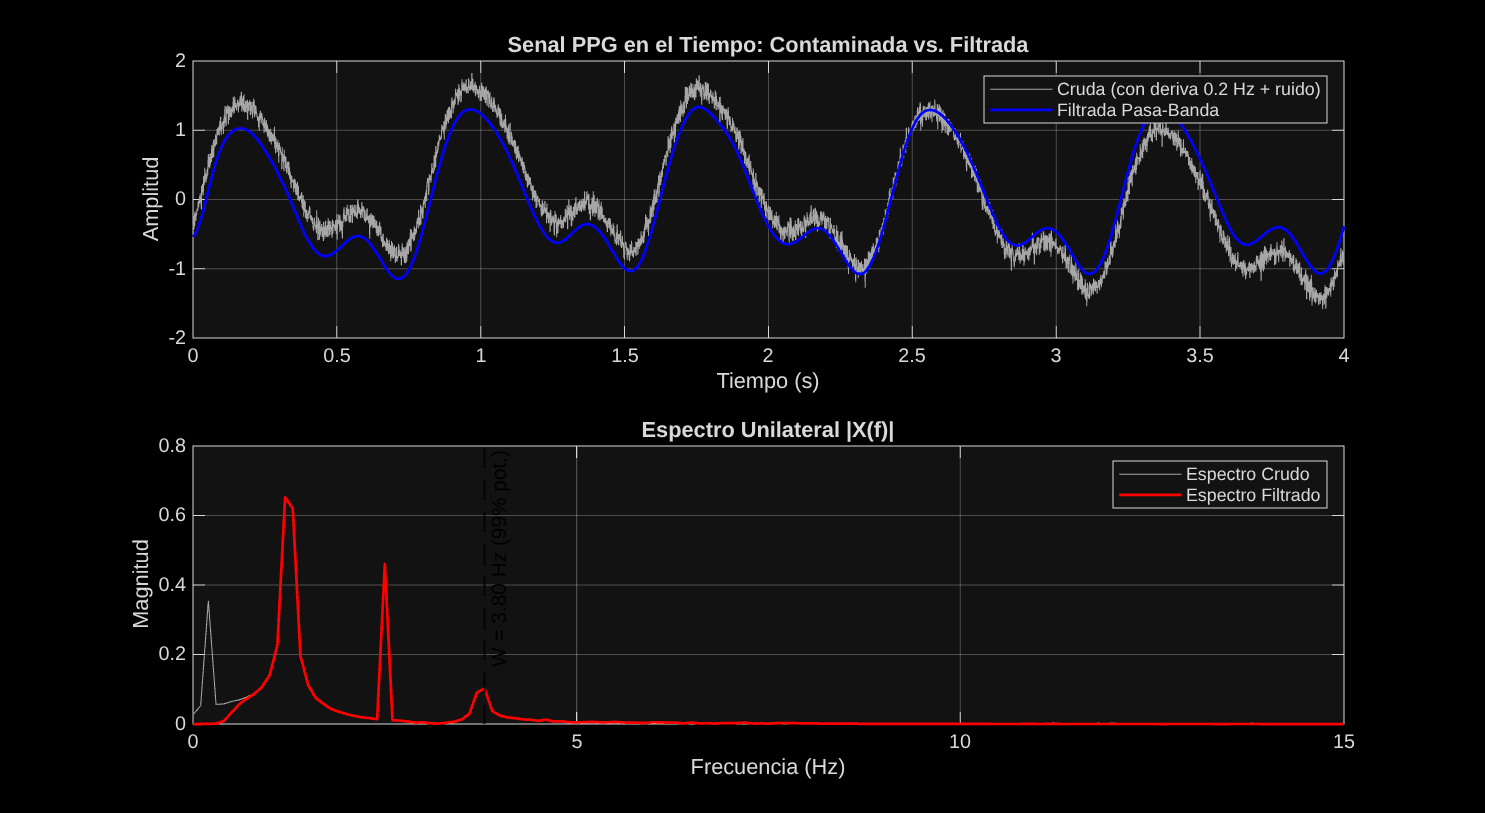 Senal PPG en el Tiempo: Contaminada vs. Filtrada
2
1
0
-1
-2
Amplitud
Cruda (con deriva 0.2 Hz + ruido)
Filtrada Pasa-Banda
0 0.5 1 1.5 2 2.5 3 3.5 4
Tiempo (s)
Espectro Unilateral |X(f)|
0.8
0.6
0.4
0.2
0
Magnitud
W = 3.80 Hz (99% pot.)
Espectro Crudo
Espectro Filtrado
0 5 10 15
Frecuencia (Hz)